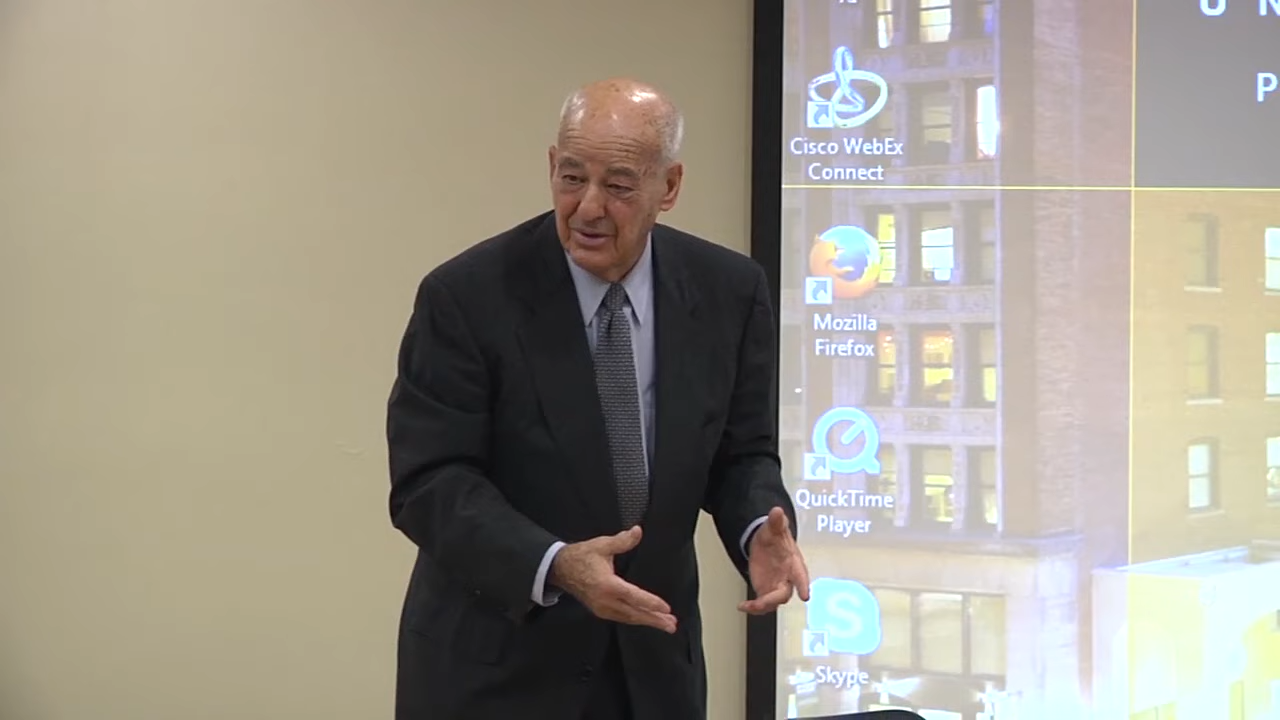 U N
P
Cisco WebEx
Connect
Mozilla
Firefox
QuickTime
Player
Skype